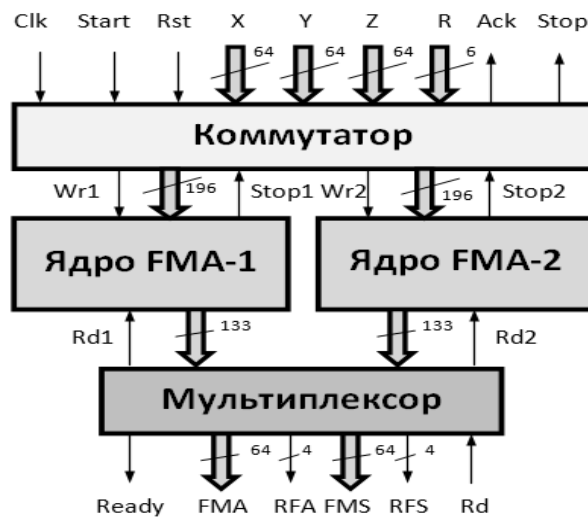 Clk Start Rst X Y Z R Ack Stop
64 64 64 6
Коммутатор
Wr1 196 Stop1 Wr2 196 Stop2
Ядро FMA-1 Ядро FMA-2
Rd1 133 133 Rd2
Мультиплексор
64 4 64 4
Ready FMA RFA FMS RFS Rd